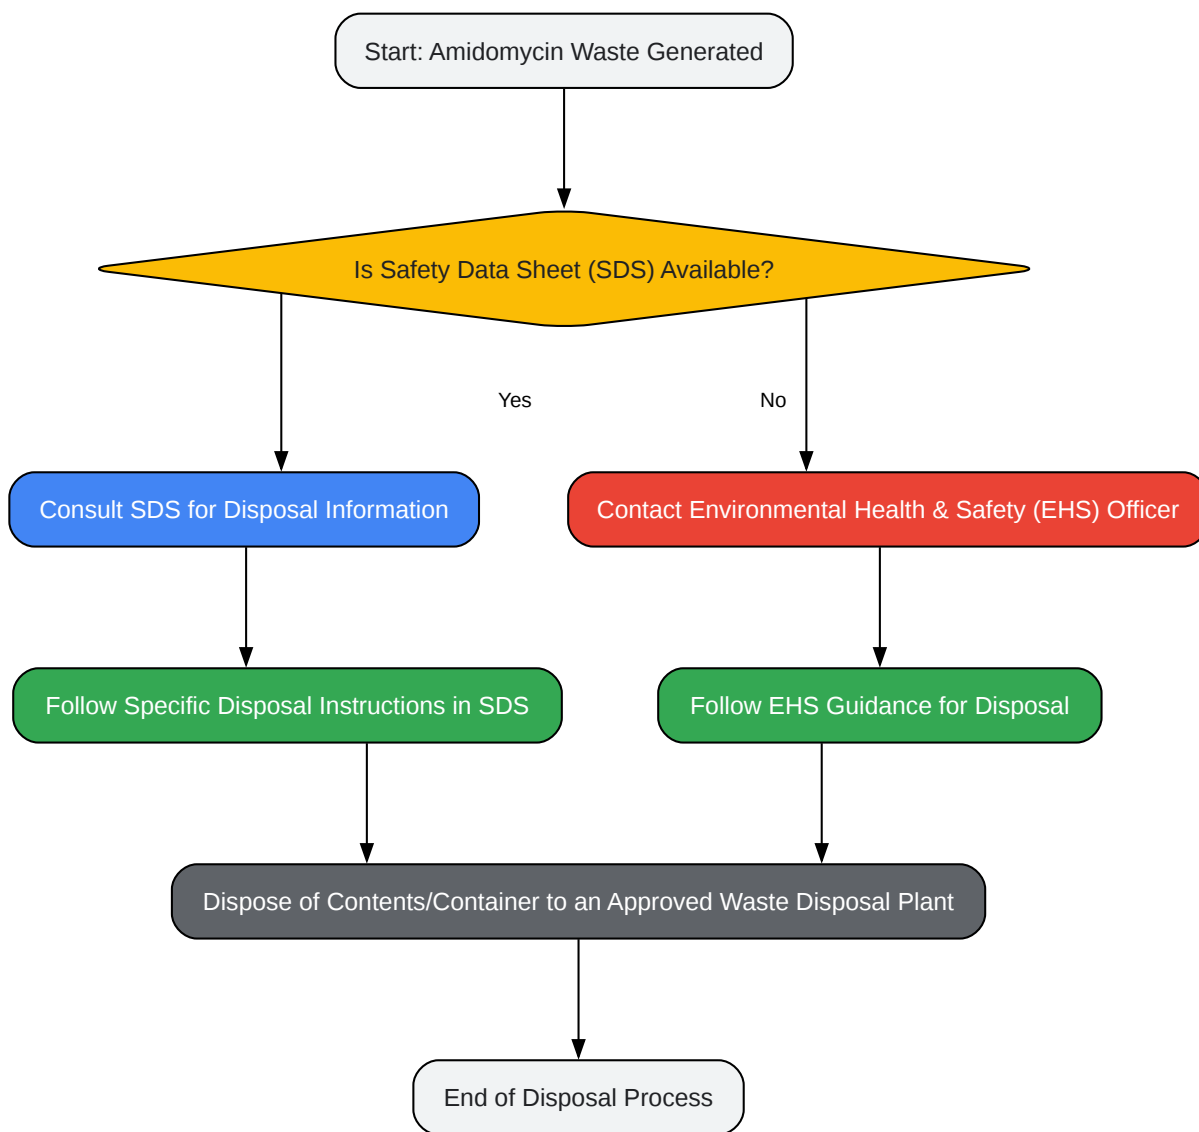 Start: Amidomycin Waste Generated
Is Safety Data Sheet (SDS) Available?
Yes
No
Consult SDS for Disposal Information
Contact Environmental Health & Safety (EHS) Officer
Follow Specific Disposal Instructions in SDS
Follow EHS Guidance for Disposal
Dispose of Contents/Container to an Approved Waste Disposal Plant
End of Disposal Process